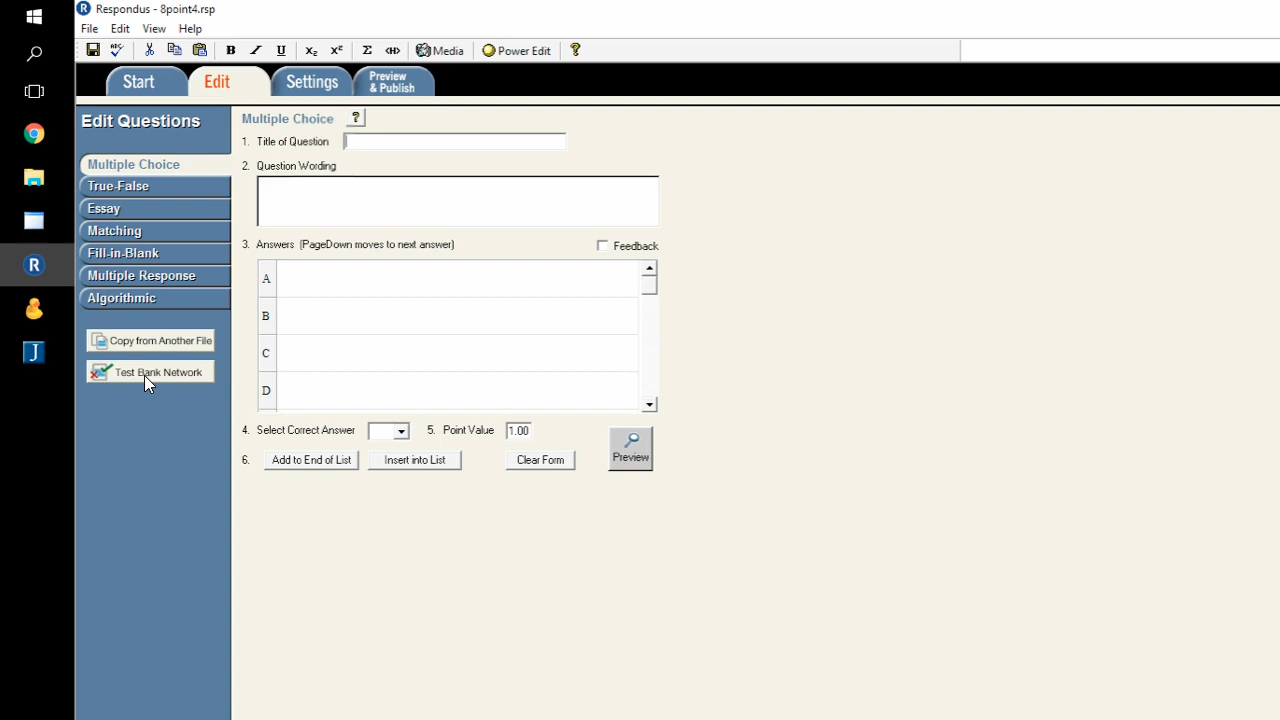 R Respondus - 8point4.rsp
File Edit View Help
ABC B I U X₂ X² Σ <H> Media Power Edit ?
Start Edit Settings Preview & Publish
Edit Questions
Multiple Choice
True-False
Essay
Matching
Fill-in-Blank
Multiple Response
Algorithmic
Copy from Another File
Test Bank Network
Multiple Choice ?
1. Title of Question
2. Question Wording
3. Answers (PageDown moves to next answer) Feedback
A
B
C
D
4. Select Correct Answer 5. Point Value 1.00
6. Add to End of List Insert into List Clear Form Preview
R
J